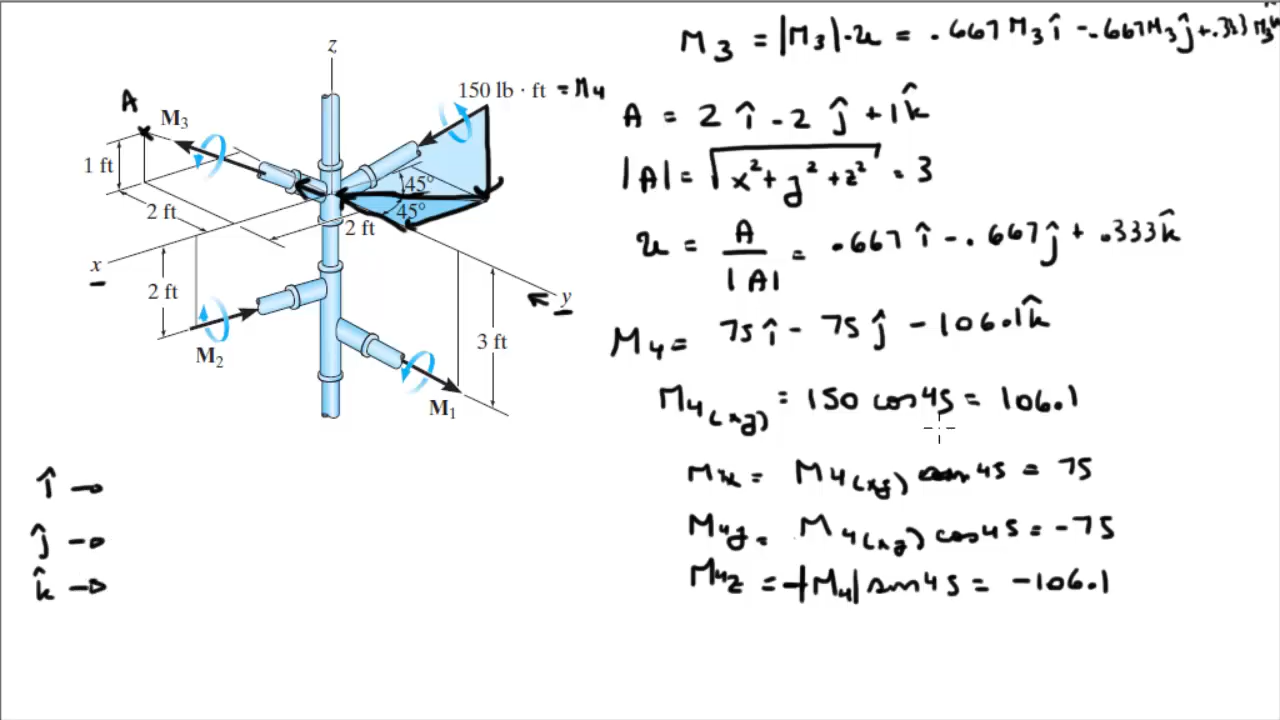 M₃ = |M₃|·u = .667 M₃ î - .667 M₃ ĵ + .333 M₃ k̂
z
150 lb · ft = M₄
A
A = 2 î - 2 ĵ + 1 k̂
M₃
1 ft
|A| = √x² + y² + z² = 3
45°
45°
2 ft
2 ft
u = A / |A| = .667 î - .667 ĵ + .333 k̂
x
2 ft
y
M₄ = 75 î - 75 ĵ - 106.1 k̂
3 ft
M₂
M₁
M₄(xy) = 150 cos 45 = 106.1
î →
M₄(xy) 45 = 75
ĵ →
M₄y = M₄(xy) cos 45 = -75
k̂ →
M₄z = -|M₄| sin 45 = -106.1